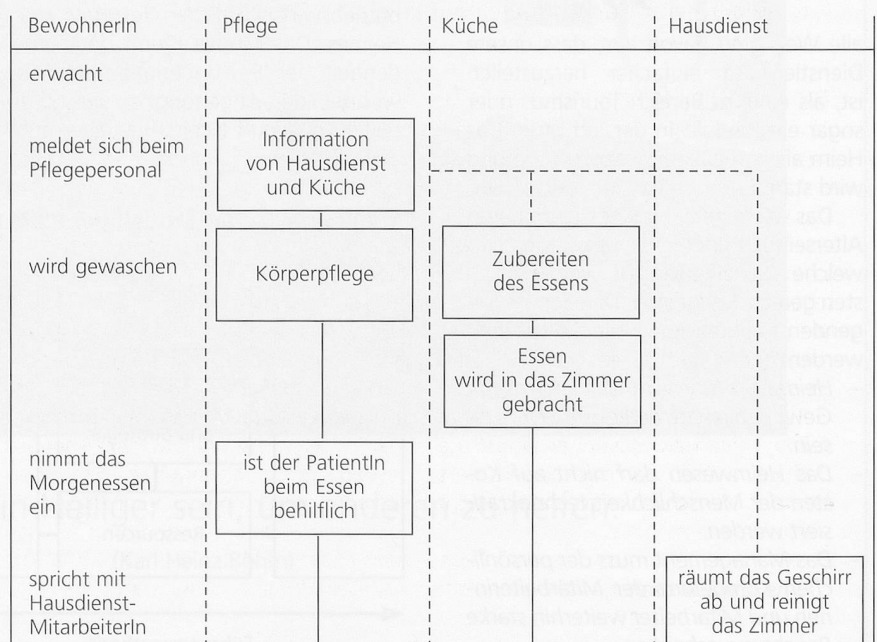 BewohnerIn
Pflege
Küche
Hausdienst
erwacht
meldet sich beim
Pflegepersonal
Information
von Hausdienst
und Küche
wird gewaschen
Körperpflege
Zubereiten
des Essens
Essen
wird in das Zimmer
gebracht
nimmt das
Morgenessen
ein
ist der PatientIn
beim Essen
behilflich
spricht mit
Hausdienst-
MitarbeiterIn
räumt das Geschirr
ab und reinigt
das Zimmer